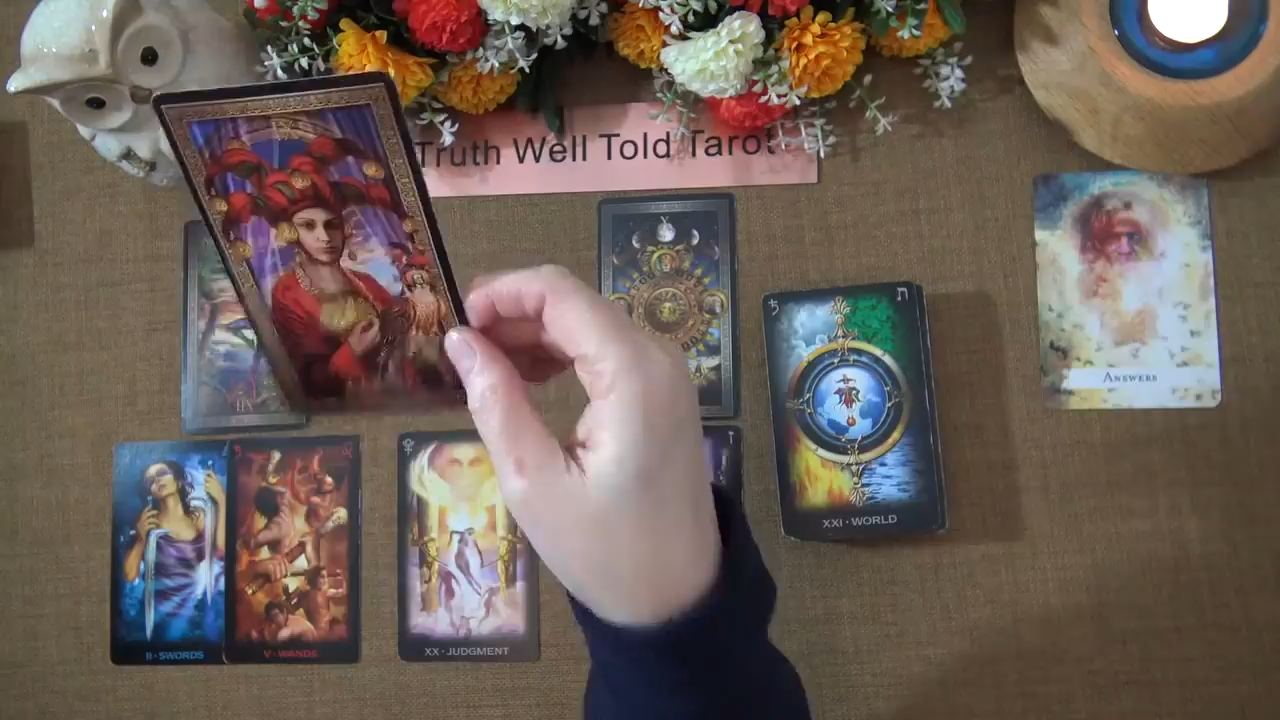 Truth Well Told Tarot
ANSWERS
XXI · WORLD
II · SWORDS
V · WANDS
XX · JUDGMENT
ת